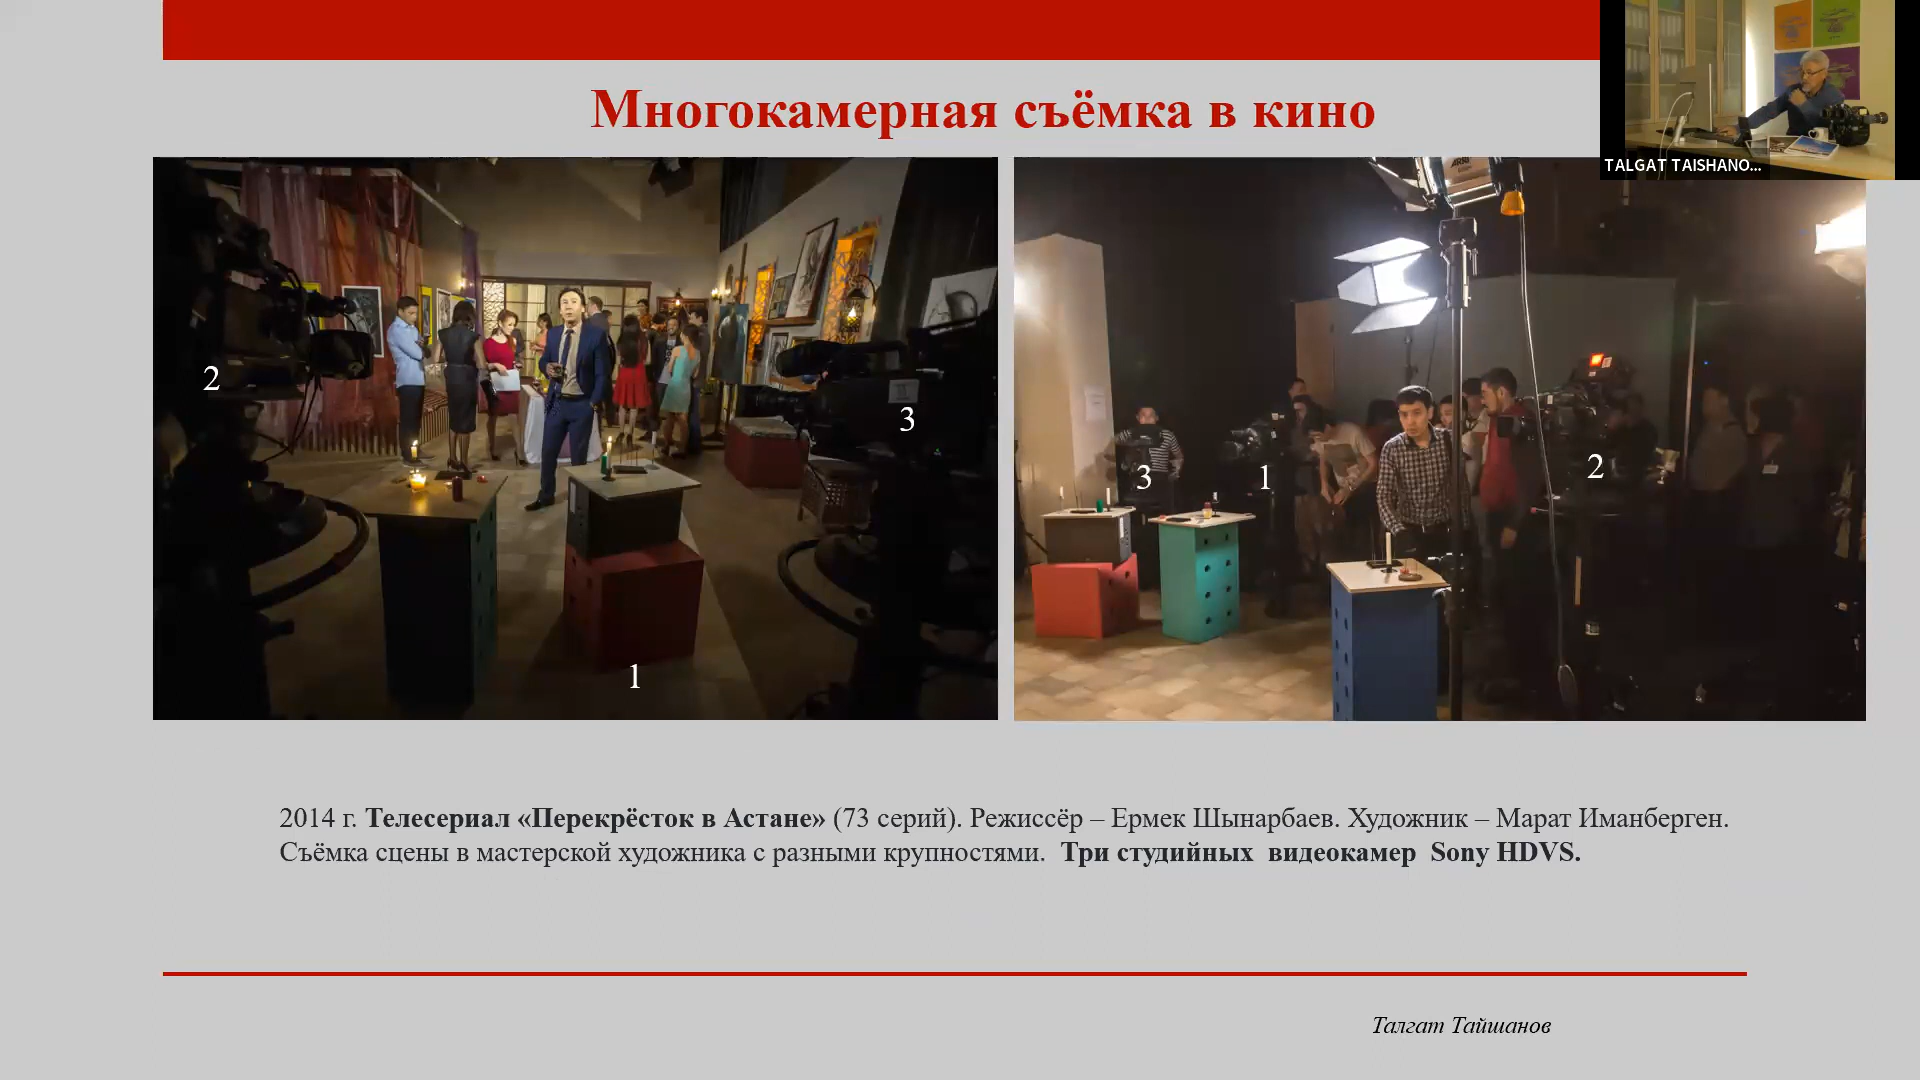 Многокамерная съёмка в кино
TALGAT TAISHANO...
ARRI
2
3
1
3
1
2
2014 г. Телесериал «Перекрёсток в Астане» (73 серий). Режиссёр – Ермек Шынарбаев. Художник – Марат Иманберген.
Съёмка сцены в мастерской художника с разными крупностями. Три студийных видеокамер Sony HDVS.
Талгат Тайшанов